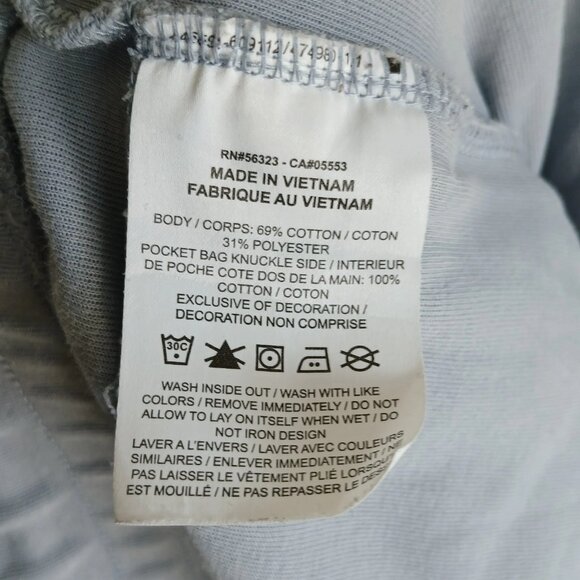 RN#56323 - CA#05553
MADE IN VIETNAM
FABRIQUE AU VIETNAM
BODY / CORPS: 69% COTTON / COTON
31% POLYESTER
POCKET BAG KNUCKLE SIDE / INTERIEUR
DE POCHE COTE DOS DE LA MAIN: 100%
COTTON / COTON
EXCLUSIVE OF DECORATION /
DECORATION NON COMPRISE
30C
WASH INSIDE OUT / WASH WITH LIKE
COLORS / REMOVE IMMEDIATELY / DO NOT
ALLOW TO LAY ON ITSELF WHEN WET / DO
NOT IRON DESIGN
LAVER A L'ENVERS / LAVER AVEC COULEURS
SIMILAIRES / ENLEVER IMMEDIATEMENT /
PAS LAISSER LE VÊTEMENT PLIÉ
EST MOUILLÉ / NE PAS REPASSER LE